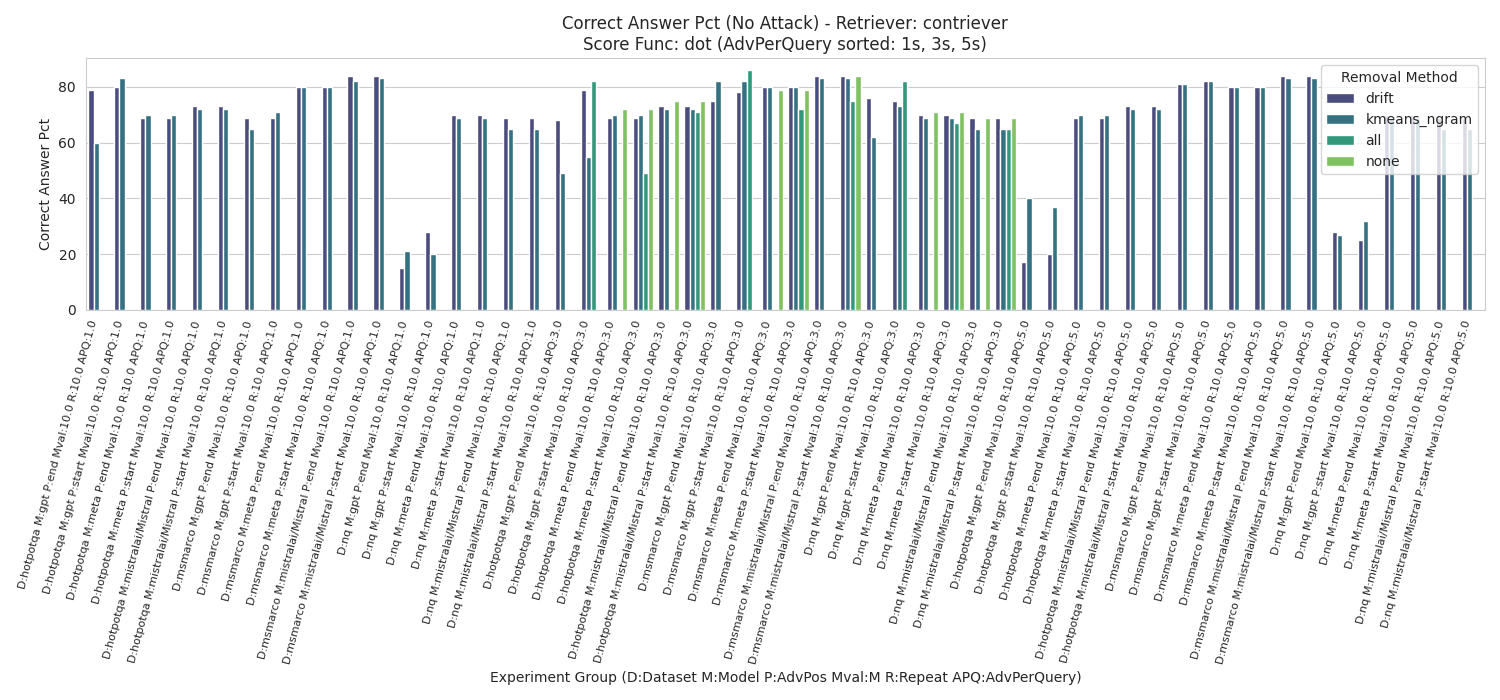 Correct Answer Pct (No Attack) - Retriever: contriever
Score Func: dot (AdvPerQuery sorted: 1s, 3s, 5s)
Correct Answer Pct
80
60
40
20
0
Removal Method
drift
kmeans_ngram
all
none
D:hotpotqa M:gpt P:end Mval:10.0 R:10.0 APQ:1.0
D:hotpotqa M:gpt P:start Mval:10.0 R:10.0 APQ:1.0
D:hotpotqa M:meta P:end Mval:10.0 R:10.0 APQ:1.0
D:hotpotqa M:meta P:start Mval:10.0 R:10.0 APQ:1.0
D:hotpotqa M:mistralai/Mistral P:end Mval:10.0 R:10.0 APQ:1.0
D:hotpotqa M:mistralai/Mistral P:start Mval:10.0 R:10.0 APQ:1.0
D:msmarco M:gpt P:end Mval:10.0 R:10.0 APQ:1.0
D:msmarco M:gpt P:start Mval:10.0 R:10.0 APQ:1.0
D:msmarco M:meta P:end Mval:10.0 R:10.0 APQ:1.0
D:msmarco M:meta P:start Mval:10.0 R:10.0 APQ:1.0
D:msmarco M:mistralai/Mistral P:end Mval:10.0 R:10.0 APQ:1.0
D:msmarco M:mistralai/Mistral P:start Mval:10.0 R:10.0 APQ:1.0
D:nq M:gpt P:end Mval:10.0 R:10.0 APQ:1.0
D:nq M:gpt P:start Mval:10.0 R:10.0 APQ:1.0
D:nq M:meta P:end Mval:10.0 R:10.0 APQ:1.0
D:nq M:meta P:start Mval:10.0 R:10.0 APQ:1.0
D:nq M:mistralai/Mistral P:end Mval:10.0 R:10.0 APQ:1.0
D:nq M:mistralai/Mistral P:start Mval:10.0 R:10.0 APQ:1.0
D:hotpotqa M:gpt P:end Mval:10.0 R:10.0 APQ:3.0
D:hotpotqa M:gpt P:start Mval:10.0 R:10.0 APQ:3.0
D:hotpotqa M:meta P:end Mval:10.0 R:10.0 APQ:3.0
D:hotpotqa M:meta P:start Mval:10.0 R:10.0 APQ:3.0
D:hotpotqa M:mistralai/Mistral P:end Mval:10.0 R:10.0 APQ:3.0
D:hotpotqa M:mistralai/Mistral P:start Mval:10.0 R:10.0 APQ:3.0
D:msmarco M:gpt P:end Mval:10.0 R:10.0 APQ:3.0
D:msmarco M:gpt P:start Mval:10.0 R:10.0 APQ:3.0
D:msmarco M:meta P:end Mval:10.0 R:10.0 APQ:3.0
D:msmarco M:meta P:start Mval:10.0 R:10.0 APQ:3.0
D:msmarco M:mistralai/Mistral P:end Mval:10.0 R:10.0 APQ:3.0
D:msmarco M:mistralai/Mistral P:start Mval:10.0 R:10.0 APQ:3.0
D:nq M:gpt P:end Mval:10.0 R:10.0 APQ:3.0
D:nq M:gpt P:start Mval:10.0 R:10.0 APQ:3.0
D:nq M:meta P:end Mval:10.0 R:10.0 APQ:3.0
D:nq M:meta P:start Mval:10.0 R:10.0 APQ:3.0
D:nq M:mistralai/Mistral P:end Mval:10.0 R:10.0 APQ:3.0
D:nq M:mistralai/Mistral P:start Mval:10.0 R:10.0 APQ:3.0
D:hotpotqa M:gpt P:end Mval:10.0 R:10.0 APQ:5.0
D:hotpotqa M:gpt P:start Mval:10.0 R:10.0 APQ:5.0
D:hotpotqa M:meta P:end Mval:10.0 R:10.0 APQ:5.0
D:hotpotqa M:meta P:start Mval:10.0 R:10.0 APQ:5.0
D:hotpotqa M:mistralai/Mistral P:end Mval:10.0 R:10.0 APQ:5.0
D:hotpotqa M:mistralai/Mistral P:start Mval:10.0 R:10.0 APQ:5.0
D:msmarco M:gpt P:end Mval:10.0 R:10.0 APQ:5.0
D:msmarco M:gpt P:start Mval:10.0 R:10.0 APQ:5.0
D:msmarco M:meta P:end Mval:10.0 R:10.0 APQ:5.0
D:msmarco M:meta P:start Mval:10.0 R:10.0 APQ:5.0
D:msmarco M:mistralai/Mistral P:end Mval:10.0 R:10.0 APQ:5.0
D:msmarco M:mistralai/Mistral P:start Mval:10.0 R:10.0 APQ:5.0
D:nq M:gpt P:end Mval:10.0 R:10.0 APQ:5.0
D:nq M:gpt P:start Mval:10.0 R:10.0 APQ:5.0
D:nq M:meta P:end Mval:10.0 R:10.0 APQ:5.0
D:nq M:meta P:start Mval:10.0 R:10.0 APQ:5.0
D:nq M:mistralai/Mistral P:end Mval:10.0 R:10.0 APQ:5.0
D:nq M:mistralai/Mistral P:start Mval:10.0 R:10.0 APQ:5.0
Experiment Group (D:Dataset M:Model P:AdvPos Mval:M R:Repeat APQ:AdvPerQuery)